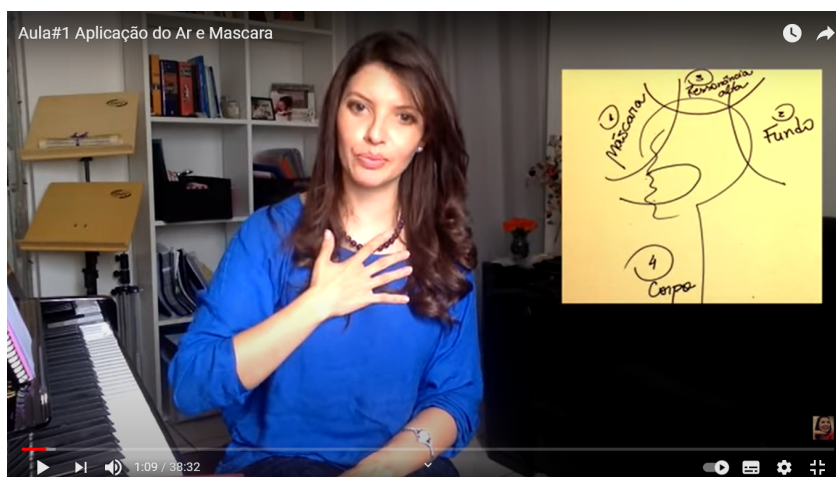 Aula#1 Aplicação do Ar e Mascara
3
Ressonância
alta
1
Máscara
2
Fundo
4
Corpo
1:09 / 38:32